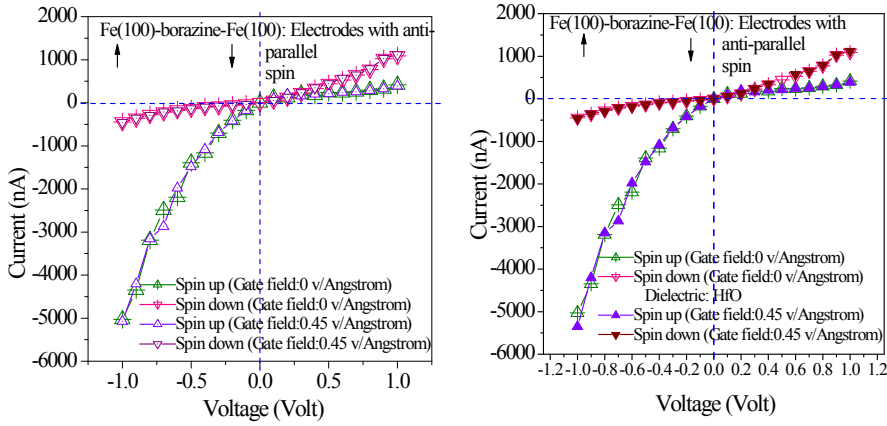 Fe(100)-borazine-Fe(100): Electrodes with anti-
parallel
spin
2000
1000
0
-1000
-2000
-3000
-4000
-5000
-6000
Current (nA)
Spin up (Gate field:0 v/Angstrom)
Spin down (Gate field:0 v/Angstrom)
Spin up (Gate field:0.45 v/Angstrom)
Spin down (Gate field:0.45 v/Angstrom)
-1.0 -0.5 0.0 0.5 1.0
Voltage (Volt)
Fe(100)-borazine-Fe(100): Electrodes with
anti-parallel
spin
2000
1000
0
-1000
-2000
-3000
-4000
-5000
-6000
Current (nA)
Spin up (Gate field:0 v/Angstrom)
Spin down (Gate field:0 v/Angstrom)
Dielectric: HfO
Spin up (Gate field:0.45 v/Angstrom)
Spin down (Gate field:0.45 v/Angstrom)
-1.2 -1.0 -0.8 -0.6 -0.4 -0.2 0.0 0.2 0.4 0.6 0.8 1.0 1.2
Voltage (Volt)